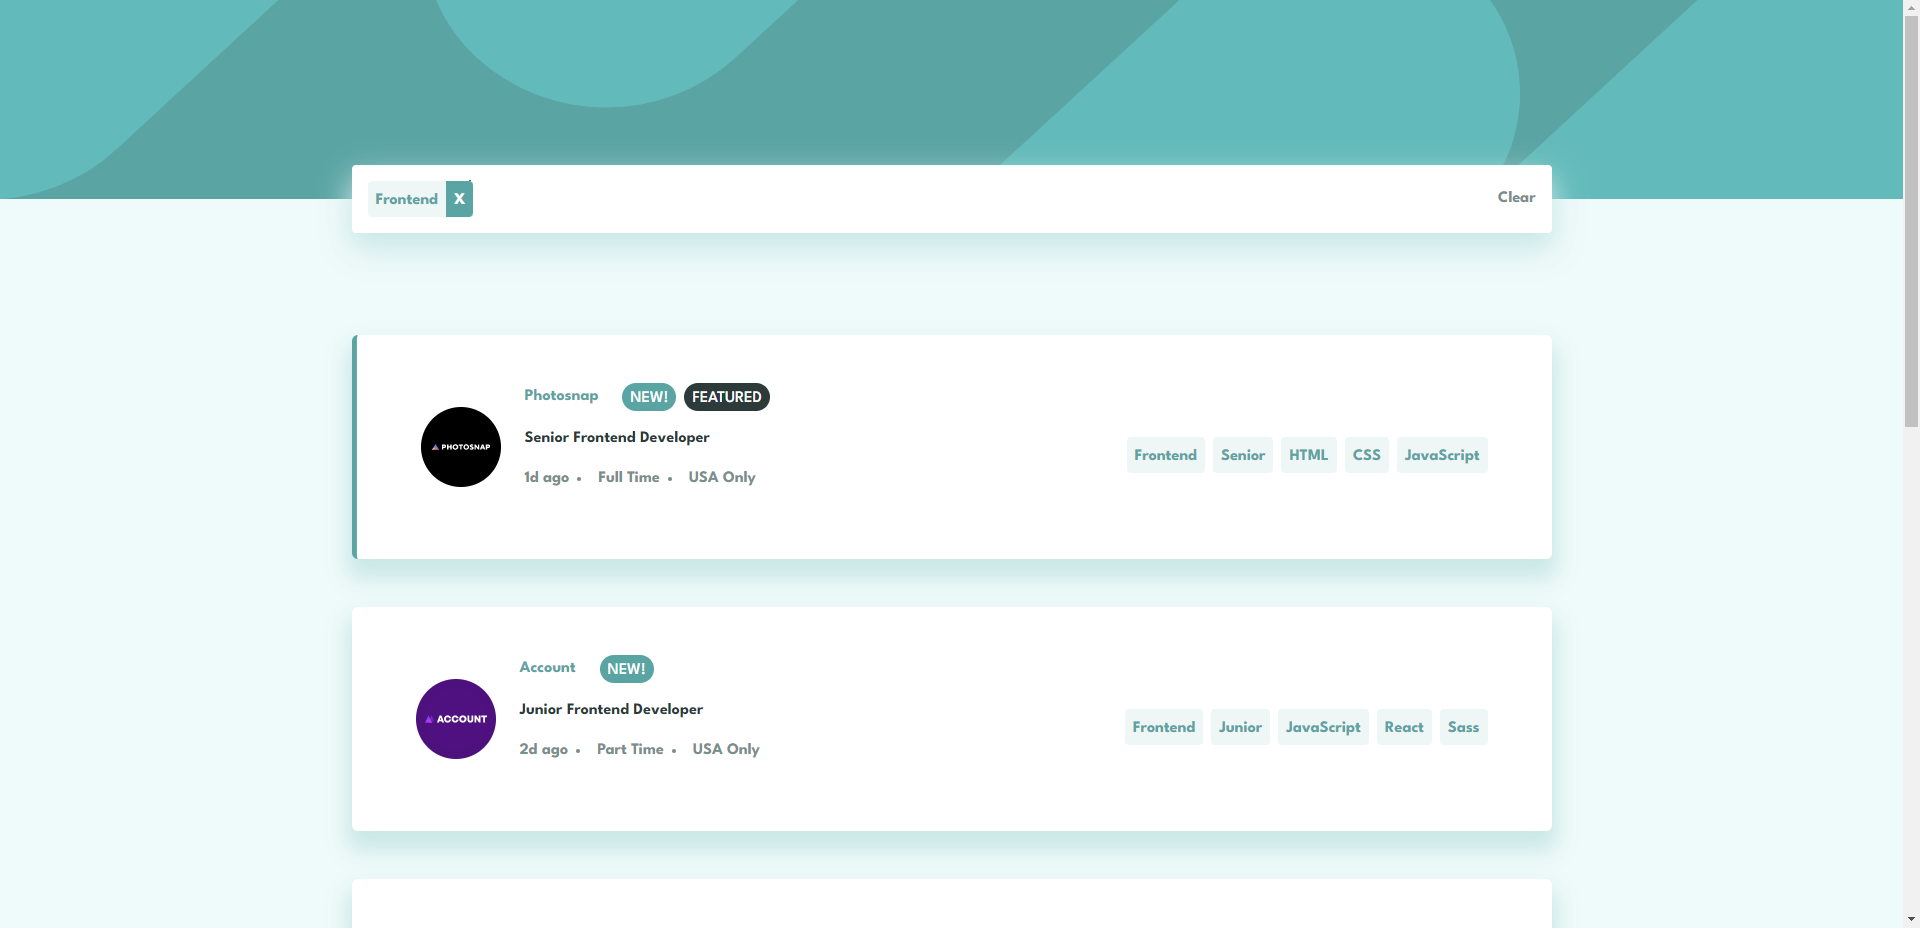 Frontend X
Clear
Photosnap NEW! FEATURED
PHOTOSNAP
Senior Frontend Developer
1d ago • Full Time • USA Only
Frontend Senior HTML CSS JavaScript
Account NEW!
ACCOUNT
Junior Frontend Developer
2d ago • Part Time • USA Only
Frontend Junior JavaScript React Sass